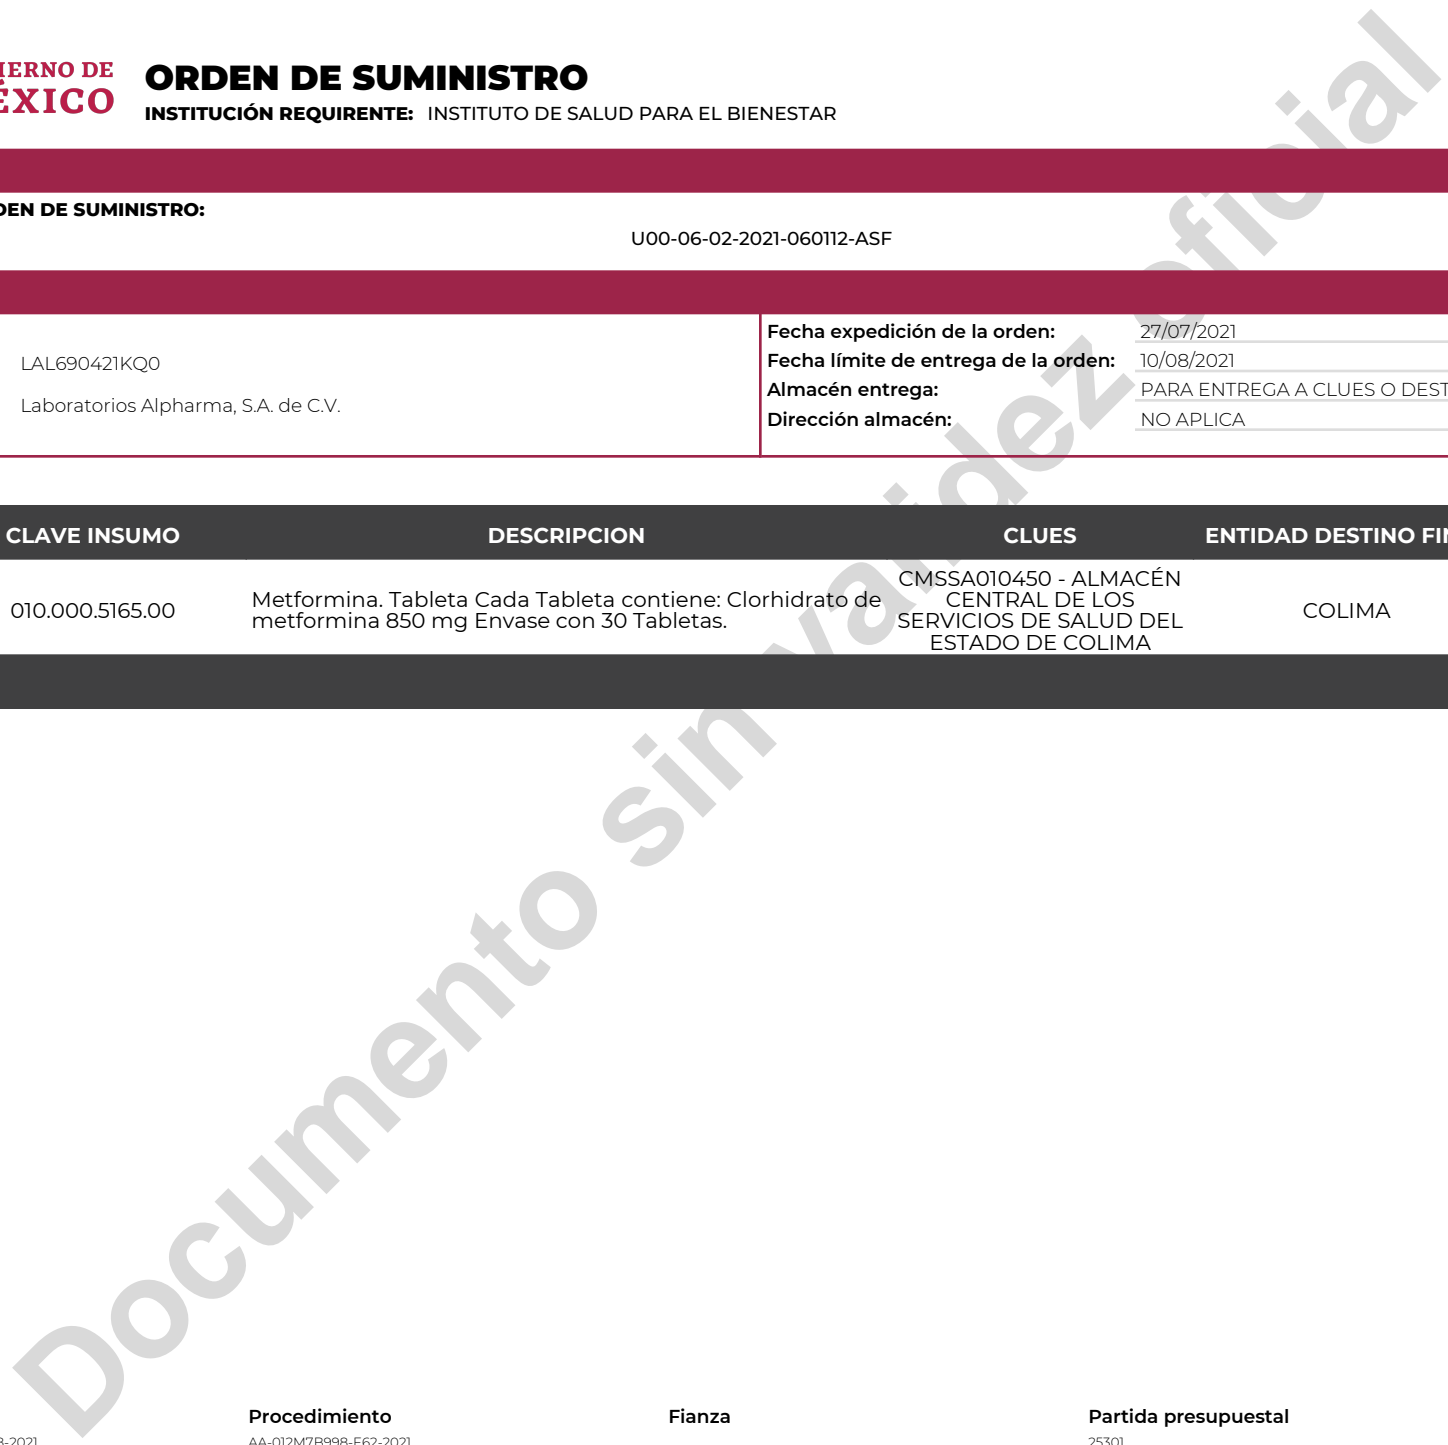 ORDEN DE SUMINISTRO
INSTITUCIÓN REQUIRENTE: INSTITUTO DE SALUD PARA EL BIENESTAR
DE
ÉXICO
DE SUMINISTRO:
U00-06-02-2021-060112-ASF
LAL690421KQ0
Laboratorios Alpharma, S.A. de C.V.
Fecha expedición de la orden: 27/07/2021
Fecha límite de entrega de la orden: 10/08/2021
Almacén entrega: PARA ENTREGA A CLUES O DEST
Dirección almacén: NO APLICA
CLAVE INSUMO DESCRIPCION CLUES ENTIDAD DESTINO FIN
010.000.5165.00
Metformina. Tableta Cada Tableta contiene: Clorhidrato de
metformina 850 mg Envase con 30 Tabletas.
CMSSA010450 - ALMACÉN
CENTRAL DE LOS
SERVICIOS DE SALUD DEL
ESTADO DE COLIMA
COLIMA
Documento sin validez oficial
Procedimiento Fianza Partida presupuestal
-2021 AA-012M7B998-E62-2021 25301